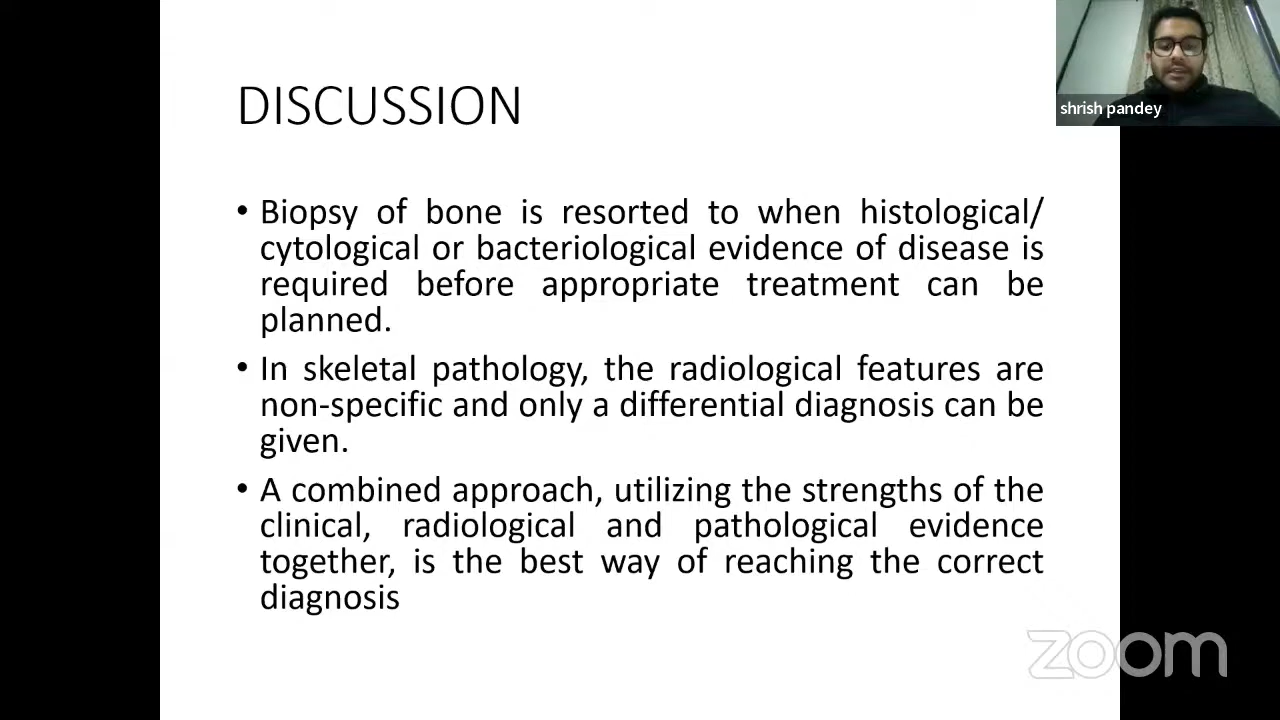 DISCUSSION
shrish pandey
• Biopsy of bone is resorted to when histological/
cytological or bacteriological evidence of disease is
required before appropriate treatment can be
planned.
• In skeletal pathology, the radiological features are
non-specific and only a differential diagnosis can be
given.
• A combined approach, utilizing the strengths of the
clinical, radiological and pathological evidence
together, is the best way of reaching the correct
diagnosis
zoom